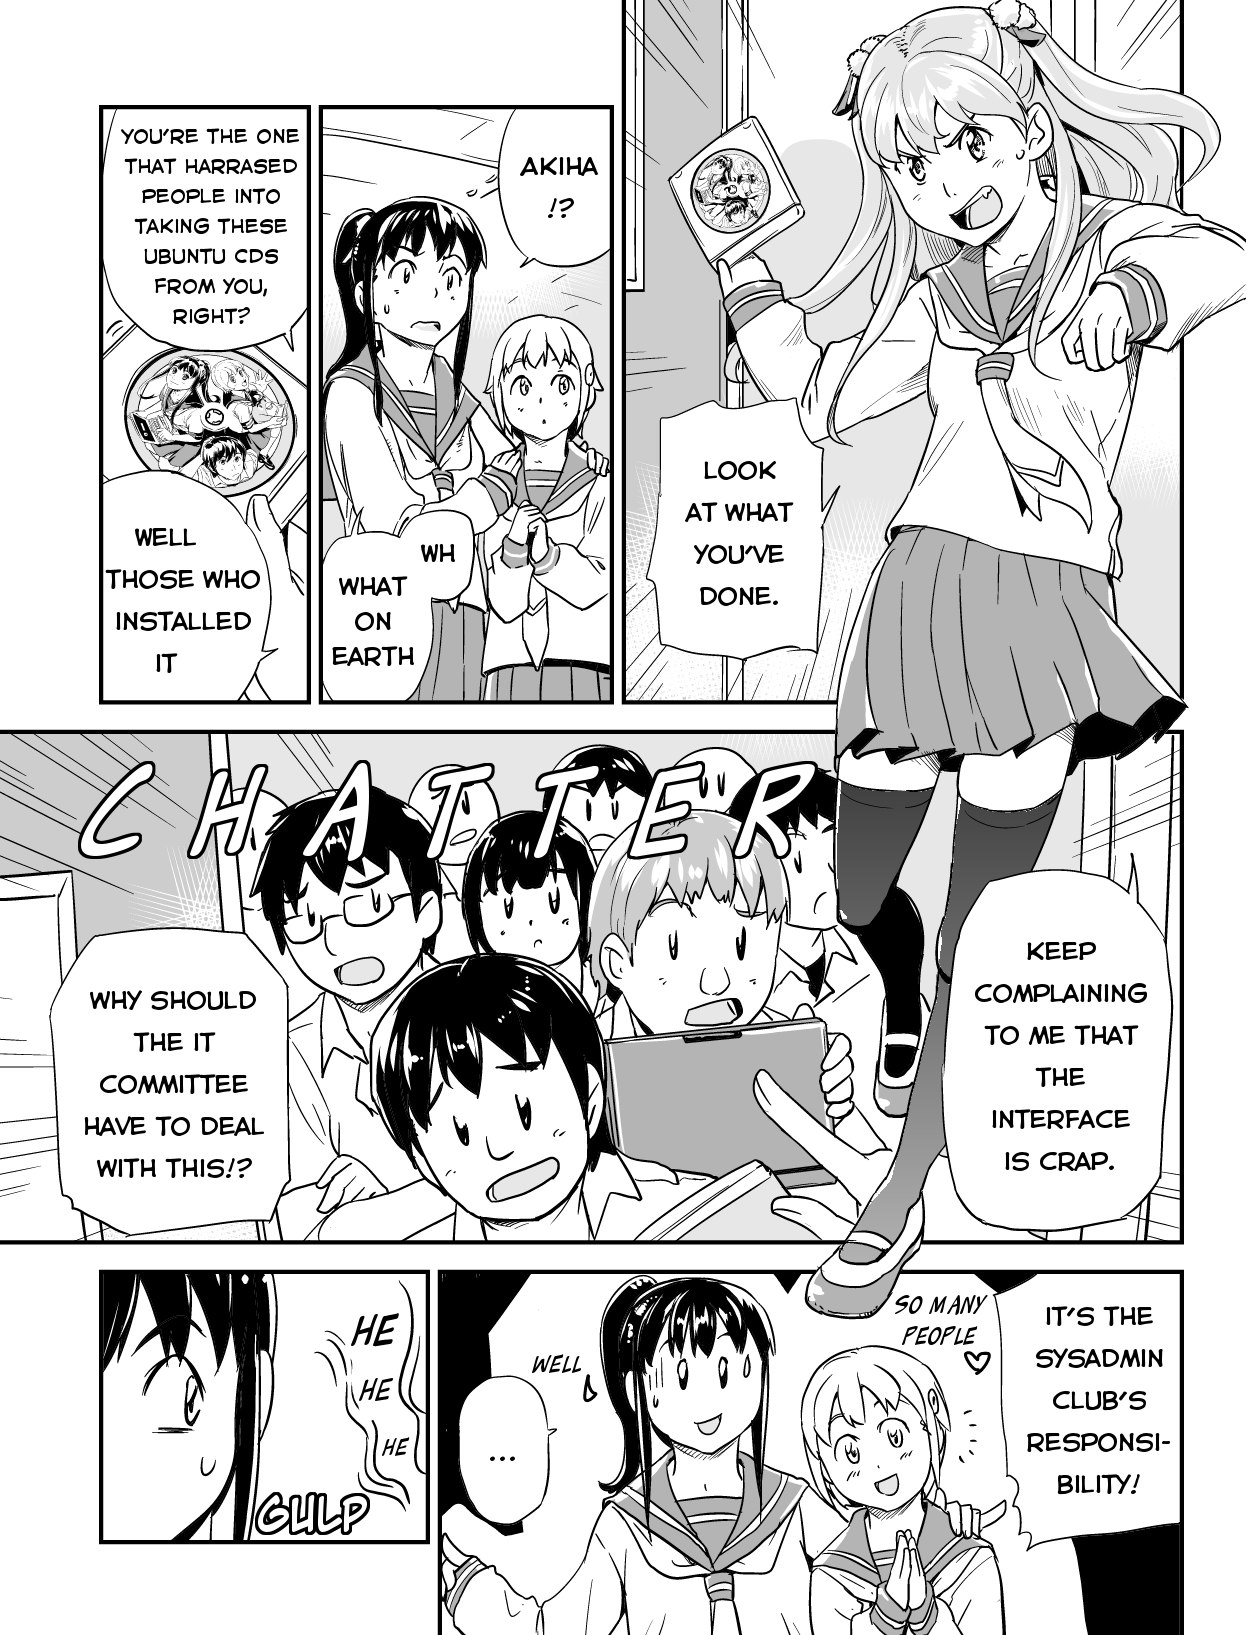 LOOK
AT WHAT
YOU'VE
DONE.
AKIHA
!?
WH
WHAT
ON
EARTH
YOU'RE THE ONE
THAT HARRASED
PEOPLE INTO
TAKING THESE
UBUNTU CDS
FROM YOU,
RIGHT?
WELL
THOSE WHO
INSTALLED
IT
KEEP
COMPLAINING
TO ME THAT
THE
INTERFACE
IS CRAP.
CHATTER
WHY SHOULD
THE IT
COMMITTEE
HAVE TO DEAL
WITH THIS!?
IT'S THE
SYSADMIN
CLUB'S
RESPONSI-
BILITY!
SO MANY
PEOPLE
WELL
...
HE
HE
HE
GULP